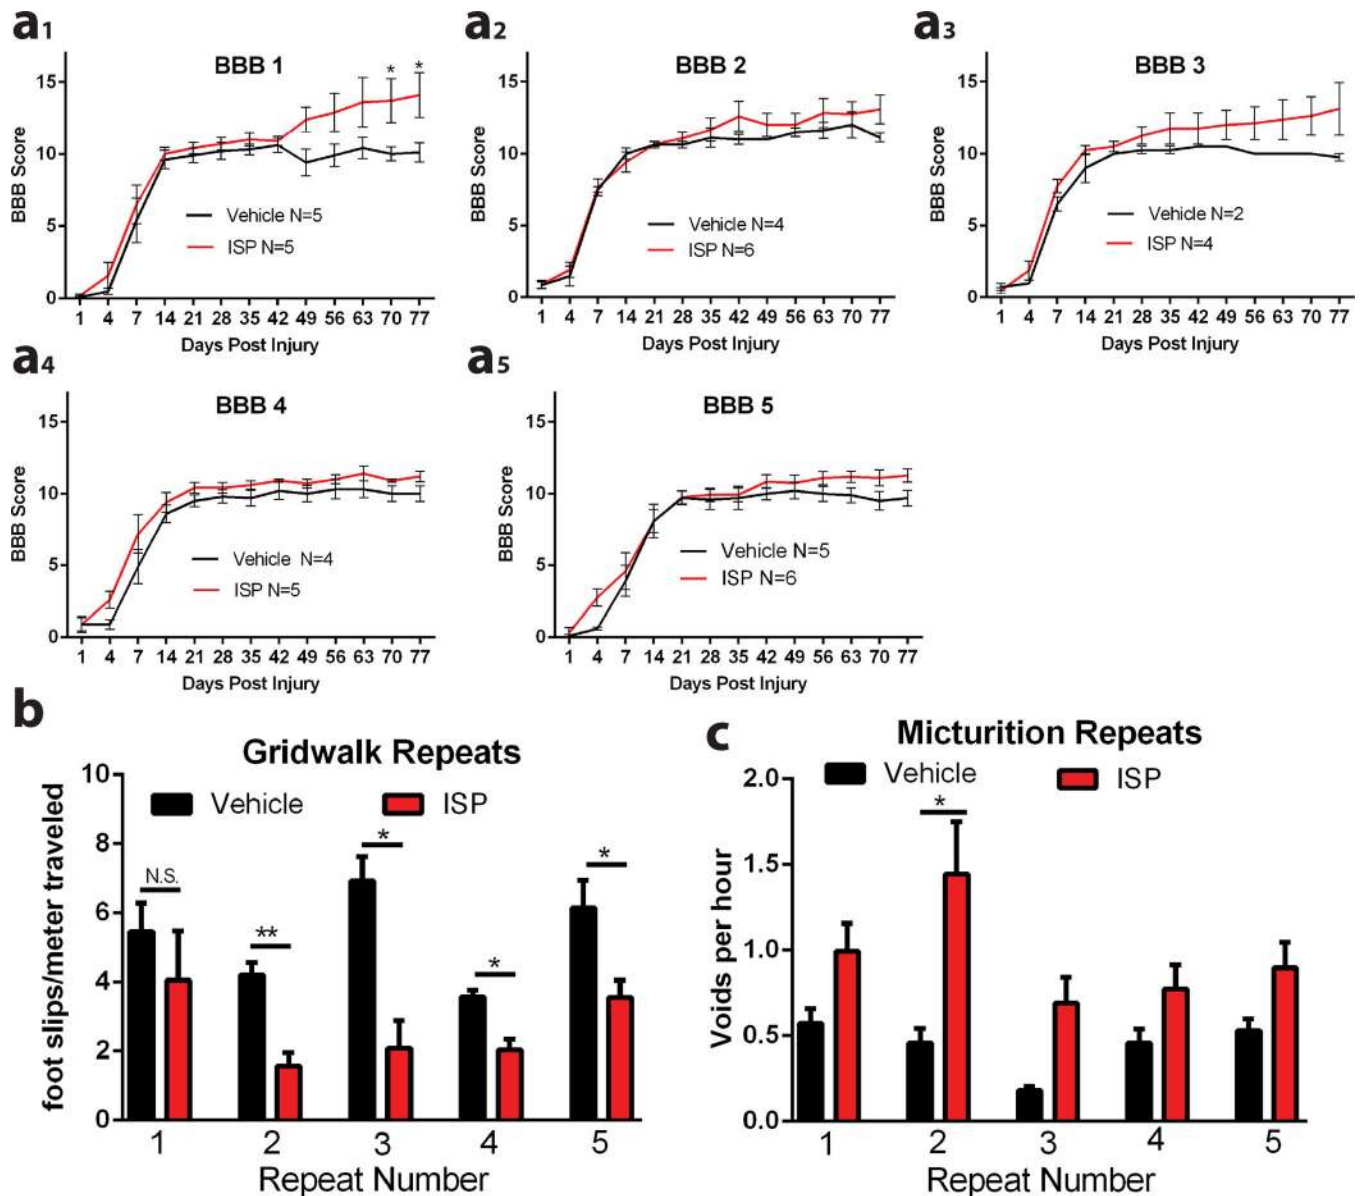 a1
BBB 1
BBB Score
15
10
5
0
* *
Vehicle N=5
ISP N=5
1 4 7 14 21 28 35 42 49 56 63 70 77
Days Post Injury
a2
BBB 2
BBB Score
15
10
5
0
Vehicle N=4
ISP N=6
1 4 7 14 21 28 35 42 49 56 63 70 77
Days Post Injury
a3
BBB 3
BBB Score
15
10
5
0
Vehicle N=2
ISP N=4
1 4 7 14 21 28 35 42 49 56 63 70 77
Days Post Injury
a4
BBB 4
BBB Score
15
10
5
0
Vehicle N=4
ISP N=5
1 4 7 14 21 28 35 42 49 56 63 70 77
Days Post Injury
a5
BBB 5
BBB Score
15
10
5
0
Vehicle N=5
ISP N=6
1 4 7 14 21 28 35 42 49 56 63 70 77
Days Post Injury
b
Gridwalk Repeats
foot slips/meter traveled
10
8
6
4
2
0
Vehicle ISP
N.S.
**
*
*
*
1 2 3 4 5
Repeat Number
c
Micturition Repeats
Voids per hour
2.0
1.5
1.0
0.5
0.0
Vehicle ISP
*
1 2 3 4 5
Repeat Number